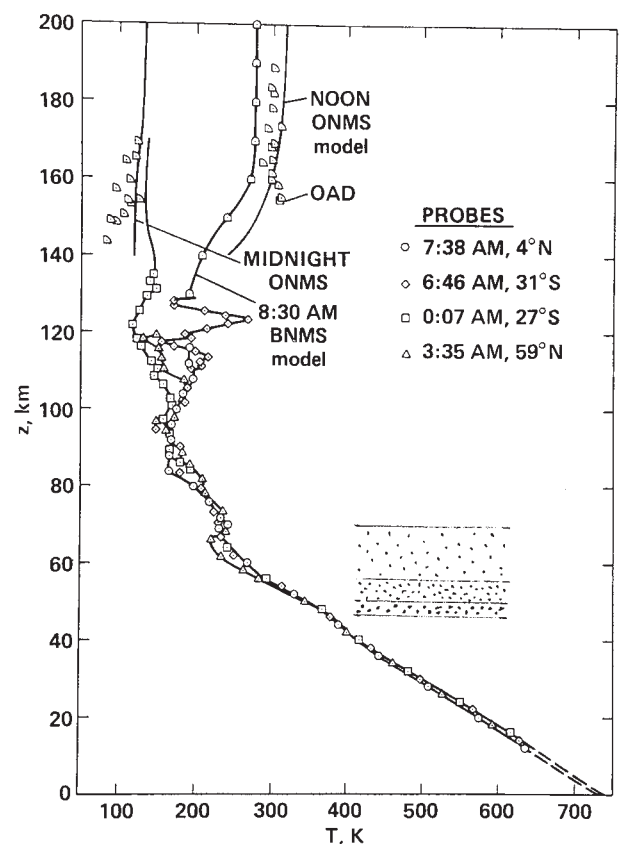 200
180
160
140
120
100
80
60
40
20
0
z, km
100
200
300
400
500
600
700
T, K
NOON
ONMS
model
OAD
MIDNIGHT
ONMS
8:30 AM
BNMS
model
PROBES
7:38 AM, 4°N
6:46 AM, 31°S
0:07 AM, 27°S
3:35 AM, 59°N